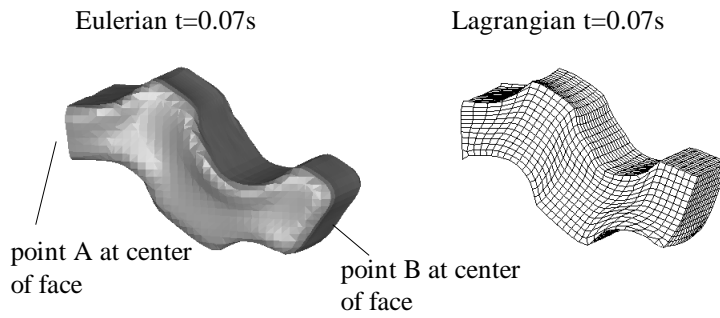 Eulerian t=0.07s
Lagrangian t=0.07s
point A at center
of face
point B at center
of face